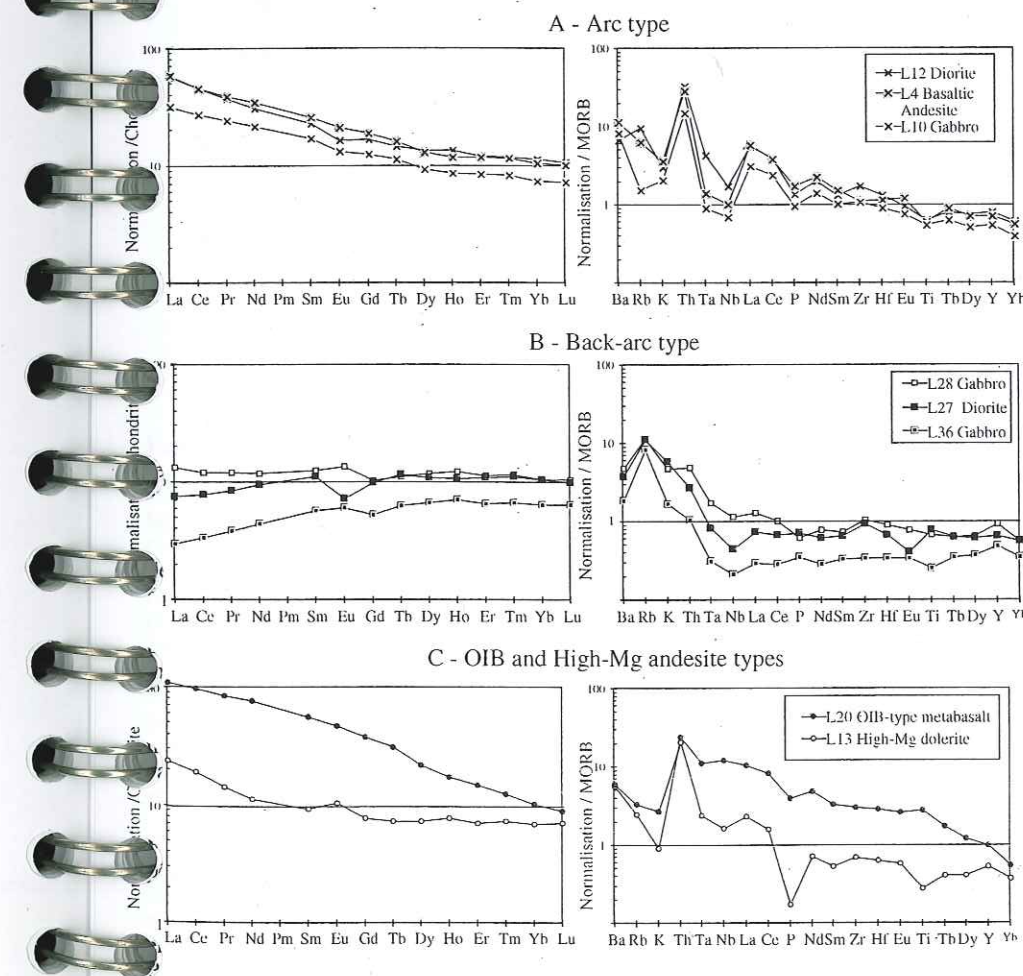 A - Arc type
100
10
La Ce Pr Nd Pm Sm Eu Gd Tb Dy Ho Er Tm Yb Lu
Normalisation / MORB
100
10
1
L12 Diorite
L4 Basaltic
Andesite
L10 Gabbro
Ba Rb K Th Ta Nb La Ce P Nd Sm Zr Hf Eu Ti Tb Dy Y Yb
B - Back-arc type
1
La Ce Pr Nd Pm Sm Eu Gd Tb Dy Ho Er Tm Yb Lu
Normalisation / MORB
100
10
1
L28 Gabbro
L27 Diorite
L36 Gabbro
Ba Rb K Th Ta Nb La Ce P Nd Sm Zr Hf Eu Ti Tb Dy Y
C - OIB and High-Mg andesite types
10
1
La Ce Pr Nd Pm Sm Eu Gd Tb Dy Ho Er Tm Yb Lu
Normalisation / MORB
100
10
1
L20 OIB-type metabasalt
L13 High-Mg dolerite
Ba Rb K Th Ta Nb La Ce P Nd Sm Zr Hf Eu Ti Tb Dy Y Yb